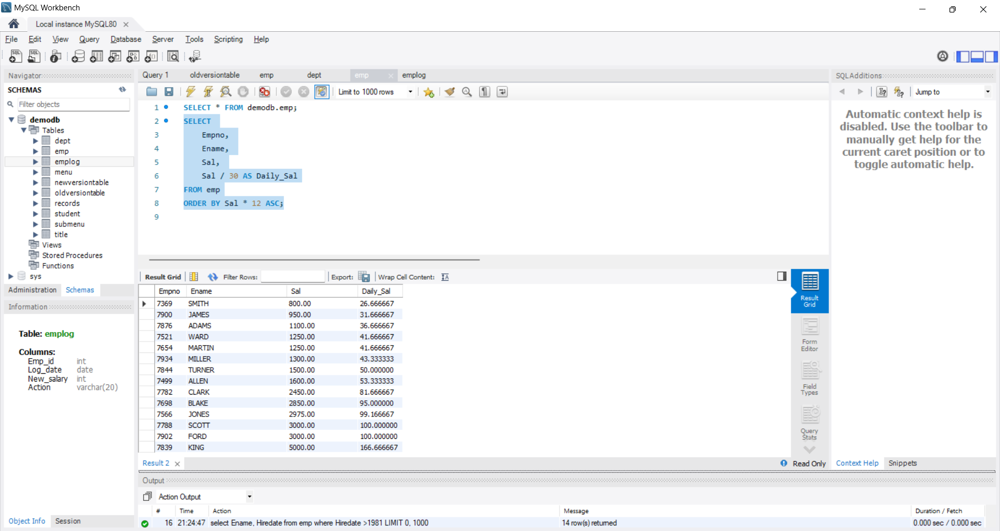 MySQL Workbench
Local instance MySQL80
File Edit View Query Database Server Tools Scripting Help
Navigator
SCHEMAS
Filter objects
demodb
Tables
dept
emp
emplog
menu
newversiontable
oldversiontable
records
student
submenu
title
Views
Stored Procedures
Functions
sys
Administration Schemas
Information
Table: emplog
Columns:
Emp_id int
Log_date date
New_salary int
Action varchar(20)
Object Info Session
Query 1 oldversiontable emp dept emp emplog
Limit to 1000 rows
1 SELECT * FROM demodb.emp;
2 SELECT
3 Empno,
4 Ename,
5 Sal,
6 Sal / 30 AS Daily_Sal
7 FROM emp
8 ORDER BY Sal * 12 ASC;
9
Result Grid Filter Rows: Export: Wrap Cell Content:
Empno Ename Sal Daily_Sal
7369 SMITH 800.00 26.666667
7900 JAMES 950.00 31.666667
7876 ADAMS 1100.00 36.666667
7521 WARD 1250.00 41.666667
7654 MARTIN 1250.00 41.666667
7934 MILLER 1300.00 43.333333
7844 TURNER 1500.00 50.000000
7499 ALLEN 1600.00 53.333333
7782 CLARK 2450.00 81.666667
7698 BLAKE 2850.00 95.000000
7566 JONES 2975.00 99.166667
7788 SCOTT 3000.00 100.000000
7902 FORD 3000.00 100.000000
7839 KING 5000.00 166.666667
Result
Grid
Form
Editor
Field
Types
Query
Stats
Result 2
Read Only
SQLAdditions
Jump to
Automatic context help is
disabled. Use the toolbar to
manually get help for the
current caret position or to
toggle automatic help.
Context Help Snippets
Output
Action Output
# Time Action Message Duration / Fetch
16 21:24:47 select Ename, Hiredate from emp where Hiredate >1981 LIMIT 0, 1000 14 row(s) returned 0.000 sec / 0.000 sec